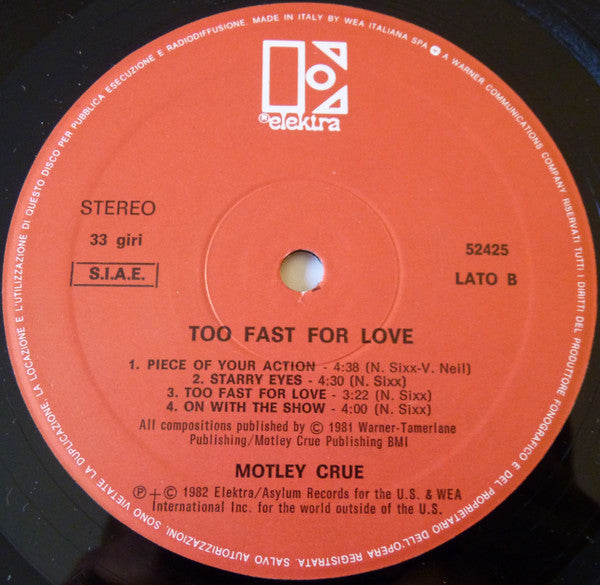 elektra
®
STEREO
33 giri
S.I.A.E.
52425
LATO B
TOO FAST FOR LOVE
1. PIECE OF YOUR ACTION - 4:38 (N. Sixx-V. Neil)
2. STARRY EYES - 4:30 (N. SIxx)
3. TOO FAST FOR LOVE - 3:22 (N. Sixx)
4. ON WITH THE SHOW - 4:00 (N. Sixx)
All compositions published by © 1981 Warner-Tamerlane
Publishing/Motley Crue Publishing BMI
MOTLEY CRUE
℗+© 1982 Elektra/Asylum Records for the U.S. & WEA
International Inc. for the world outside of the U.S.
MADE IN ITALY BY WEA ITALIANA SPA - A WARNER COMMUNICATIONS COMPANY RISERVATI TUTTI I DIRITTI DEL PRODUTTORE FONOGRAFICO E DEL PROPRIETARIO DELL'OPERA REGISTRATA. SALVO AUTORIZZAZIONI, SONO VIETATE LA DUPLICAZIONE, LA LOCAZIONE E L'UTILIZZAZIONE DI QUESTO DISCO PER PUBBLICA ESECUZIONE E RADIODIFFUSIONE.